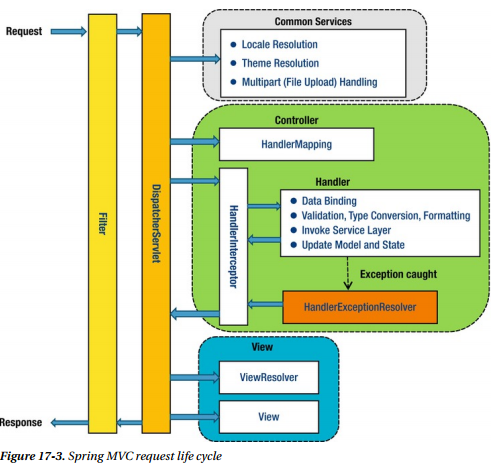 Common Services
Request
Locale Resolution
Theme Resolution
Multipart (File Upload) Handling
Controller
HandlerMapping
Filter
DispatcherServlet
HandlerInterceptor
Handler
Data Binding
Validation, Type Conversion, Formatting
Invoke Service Layer
Update Model and State
Exception caught
HandlerExceptionResolver
View
ViewResolver
View
Response
Figure 17-3. Spring MVC request life cycle